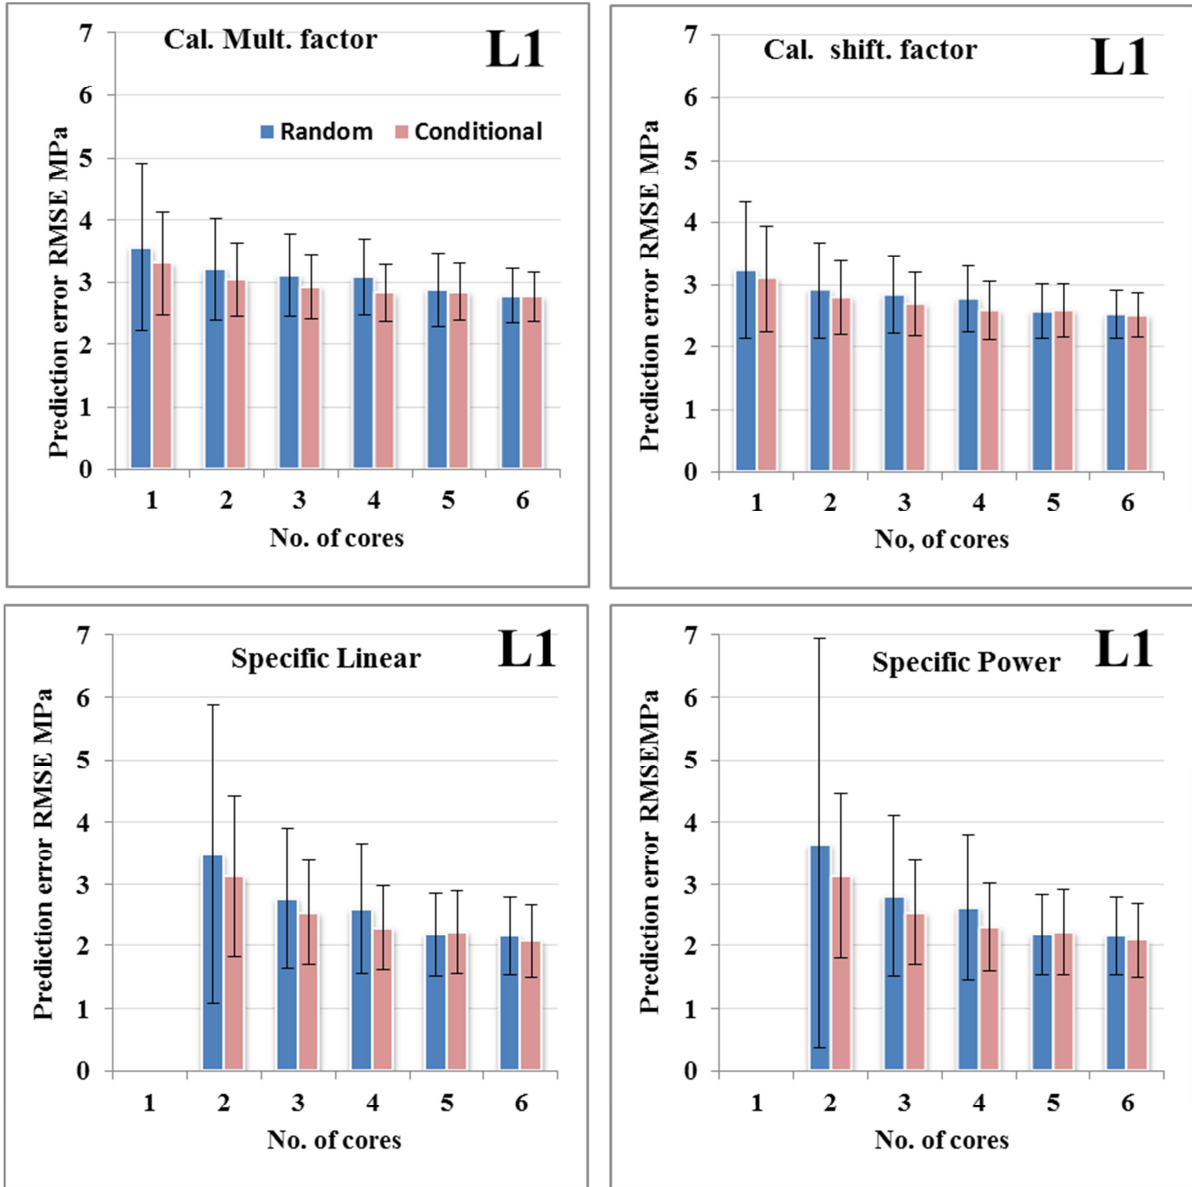 Cal. Mult. factor
L1
Random
Conditional
Prediction error RMSE MPa
7
6
5
4
3
2
1
0
1 2 3 4 5 6
No. of cores
Cal. shift. factor
L1
Prediction error RMSE MPa
7
6
5
4
3
2
1
0
1 2 3 4 5 6
No, of cores
Specific Linear
L1
Prediction error RMSE MPa
7
6
5
4
3
2
1
0
1 2 3 4 5 6
No. of cores
Specific Power
L1
Prediction error RMSEMPa
7
6
5
4
3
2
1
0
1 2 3 4 5 6
No. of cores